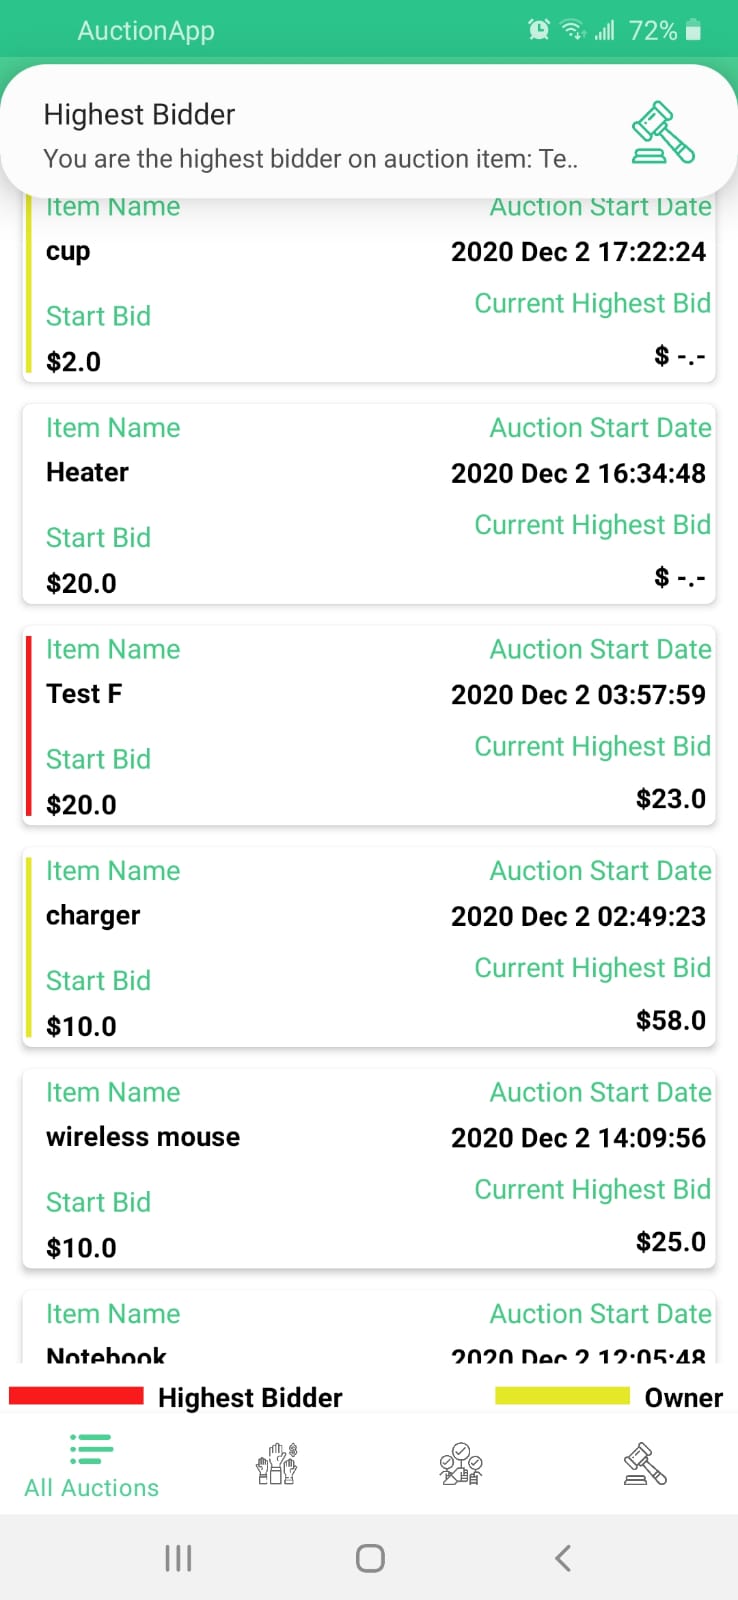 AuctionApp 72%
Highest Bidder
You are the highest bidder on auction item: Te..
Item Name Auction Start Date
cup 2020 Dec 2 17:22:24
Start Bid Current Highest Bid
$2.0 $ -.-
Item Name Auction Start Date
Heater 2020 Dec 2 16:34:48
Start Bid Current Highest Bid
$20.0 $ -.-
Item Name Auction Start Date
Test F 2020 Dec 2 03:57:59
Start Bid Current Highest Bid
$20.0 $23.0
Item Name Auction Start Date
charger 2020 Dec 2 02:49:23
Start Bid Current Highest Bid
$10.0 $58.0
Item Name Auction Start Date
wireless mouse 2020 Dec 2 14:09:56
Start Bid Current Highest Bid
$10.0 $25.0
Item Name Auction Start Date
Notebook 2020 Dec 2 12:05:48
Highest Bidder Owner
All Auctions